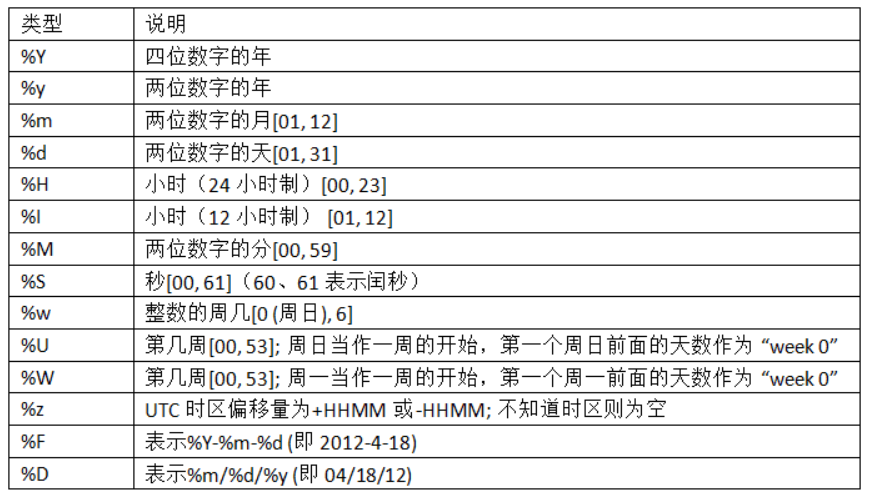 类型 说明
%Y 四位数字的年
%y 两位数字的年
%m 两位数字的月[01, 12]
%d 两位数字的天[01, 31]
%H 小时（24 小时制）[00, 23]
%I 小时（12 小时制） [01, 12]
%M 两位数字的分[00, 59]
%S 秒[00, 61]（60、61 表示闰秒）
%w 整数的周几[0 (周日), 6]
%U 第几周[00, 53]; 周日当作一周的开始，第一个周日前面的天数作为 “week 0”
%W 第几周[00, 53]; 周一当作一周的开始，第一个周一前面的天数作为 “week 0”
%z UTC 时区偏移量为+HHMM 或-HHMM; 不知道时区则为空
%F 表示%Y-%m-%d (即 2012-4-18)
%D 表示%m/%d/%y (即 04/18/12)